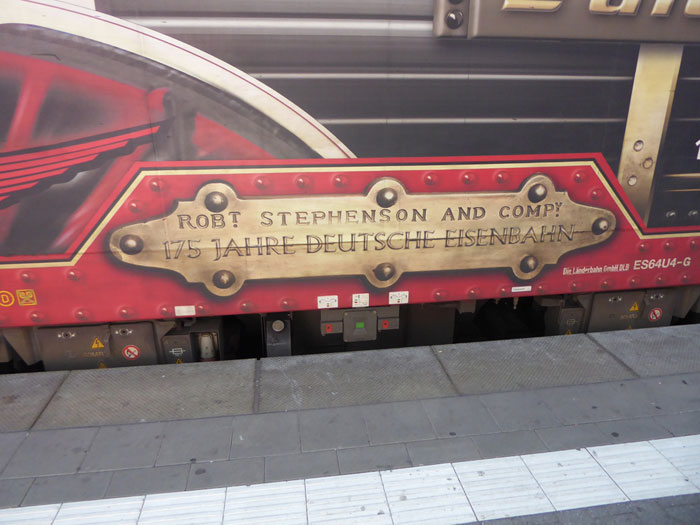 ROBT. STEPHENSON AND COMPY.
175 JAHRE DEUTSCHE EISENBAHN
Die Länderbahn GmbH DLB ES64U4-G